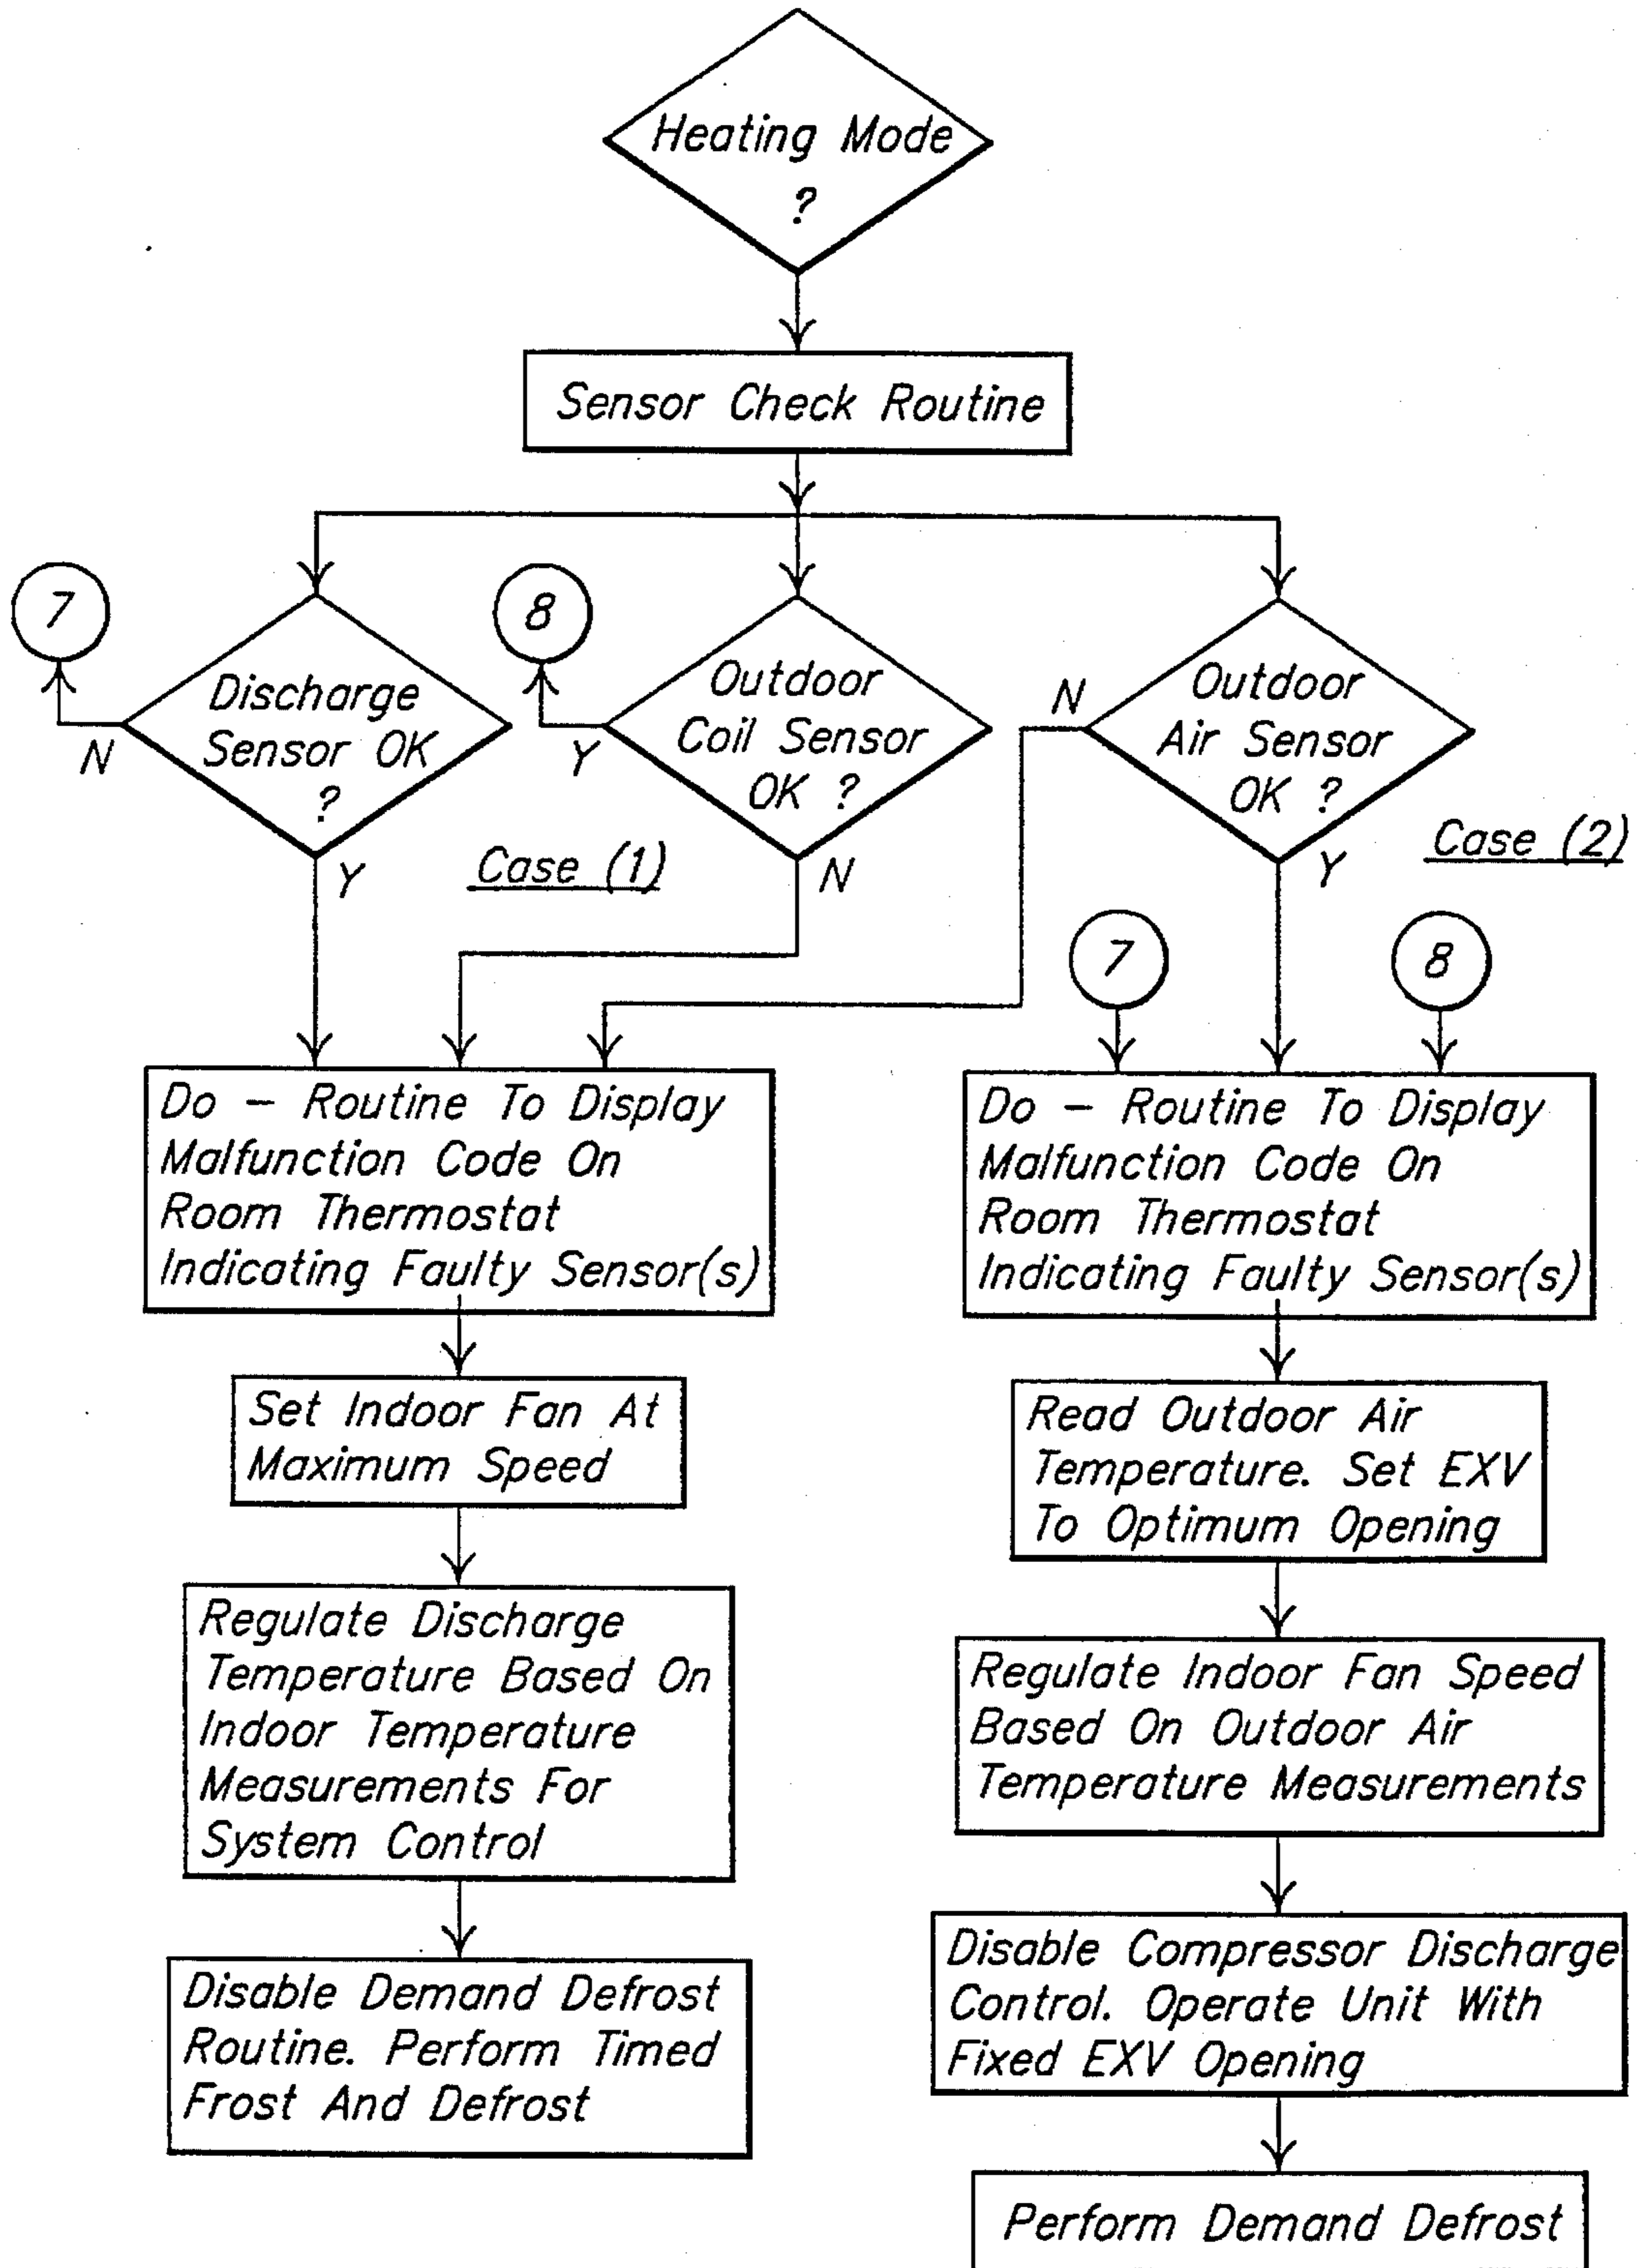 Heating Mode
?
Sensor Check Routine
7
8
Discharge
Sensor OK
?
N
Y
Outdoor
Coil Sensor
OK ?
Y
N
Outdoor
Air Sensor
OK ?
N
Y
Case (1)
Case (2)
7
8
Do - Routine To Display
Malfunction Code On
Room Thermostat
Indicating Faulty Sensor(s)
Set Indoor Fan At
Maximum Speed
Regulate Discharge
Temperature Based On
Indoor Temperature
Measurements For
System Control
Disable Demand Defrost
Routine. Perform Timed
Frost And Defrost
Do - Routine To Display
Malfunction Code On
Room Thermostat
Indicating Faulty Sensor(s)
Read Outdoor Air
Temperature. Set EXV
To Optimum Opening
Regulate Indoor Fan Speed
Based On Outdoor Air
Temperature Measurements
Disable Compressor Discharge
Control. Operate Unit With
Fixed EXV Opening
Perform Demand Defrost